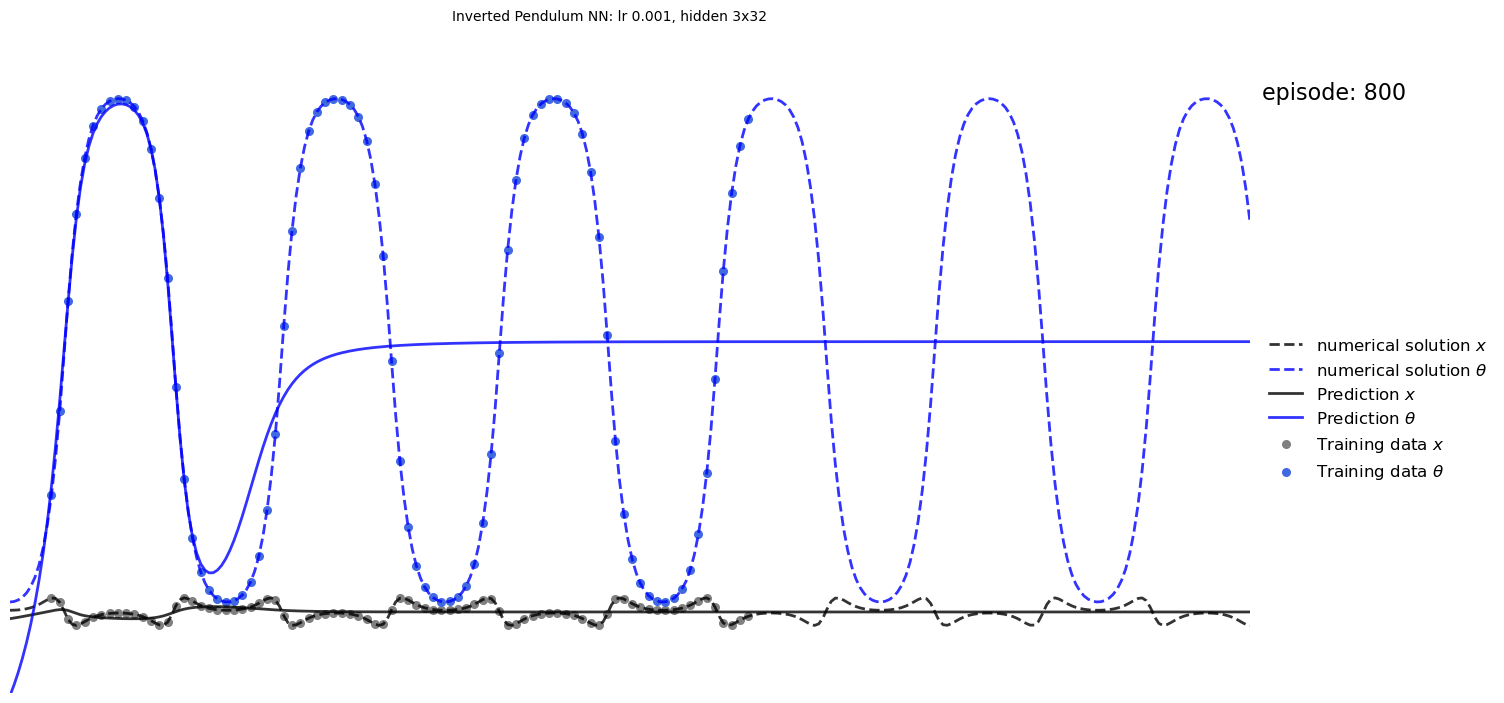 Inverted Pendulum NN: lr 0.001, hidden 3x32
episode: 800
numerical solution x
numerical solution θ
Prediction x
Prediction θ
Training data x
Training data θ